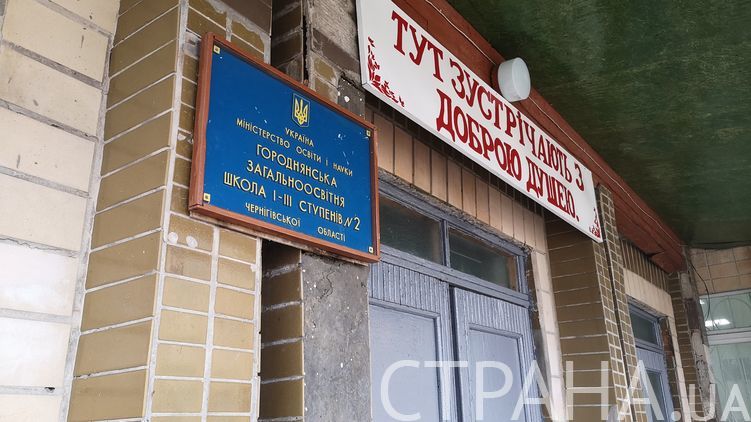 УКРАЇНА
МІНІСТЕРСТВО ОСВІТИ І НАУКИ
ГОРОДНЯНСЬКА
ЗАГАЛЬНООСВІТНЯ
ШКОЛА І-ІІІ СТУПЕНІВ №2
ЧЕРНІГІВСЬКОЇ ОБЛАСТІ
ТУТ ЗУСТРІЧАЮТЬ З
ДОБРОЮ ДУШЕЮ.
СТРАНА.UA